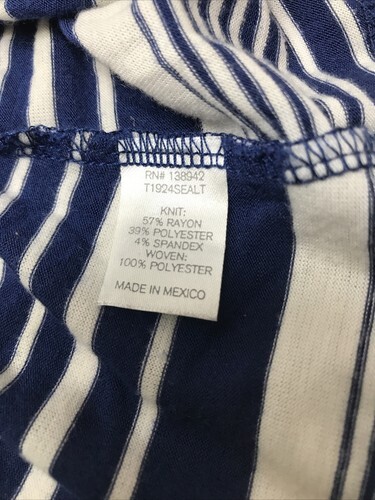 RN# 138942
T1924SEALT
KNIT:
57% RAYON
39% POLYESTER
4% SPANDEX
WOVEN:
100% POLYESTER
MADE IN MEXICO